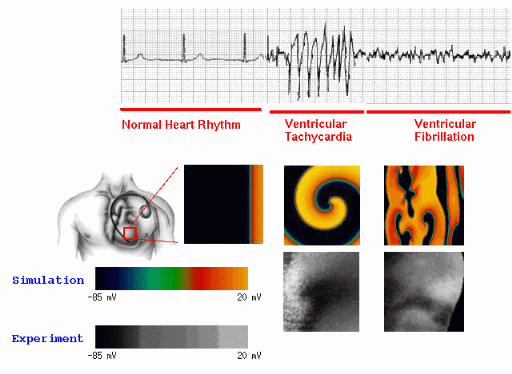 Normal Heart Rhythm
Ventricular
Tachycardia
Ventricular
Fibrillation
Simulation
-85 mV
20 mV
Experiment
-85 mV
20 mV